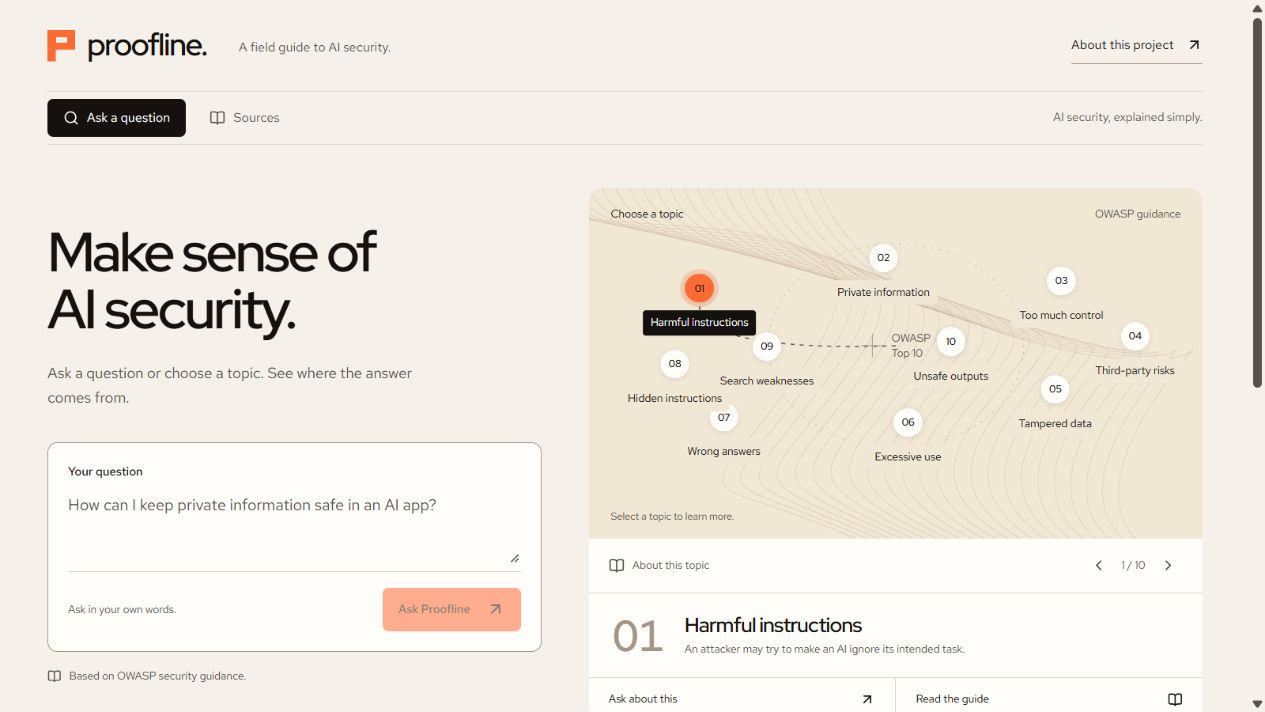 proofline.
A field guide to AI security.
About this project
Ask a question
Sources
AI security, explained simply.
Make sense of
AI security.
Ask a question or choose a topic. See where the answer
comes from.
Your question
How can I keep private information safe in an AI app?
Ask in your own words.
Ask Proofline
Based on OWASP security guidance.
Choose a topic
OWASP guidance
01
Harmful instructions
02
Private information
03
Too much control
04
Third-party risks
05
Tampered data
06
Excessive use
07
Wrong answers
08
Hidden instructions
09
Search weaknesses
10
Unsafe outputs
OWASP
Top 10
Select a topic to learn more.
About this topic
1 / 10
01
Harmful instructions
An attacker may try to make an AI ignore its intended task.
Ask about this
Read the guide